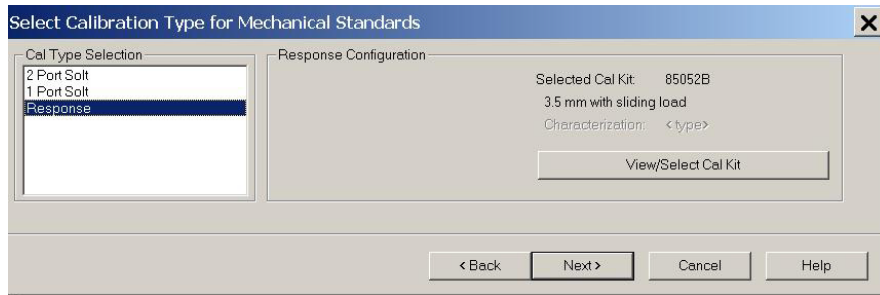 Select Calibration Type for Mechanical Standards
Cal Type Selection
2 Port Solt
1 Port Solt
Response
Response Configuration
Selected Cal Kit: 85052B
3.5 mm with sliding load
Characterization: <type>
View/Select Cal Kit
<Back Next> Cancel Help